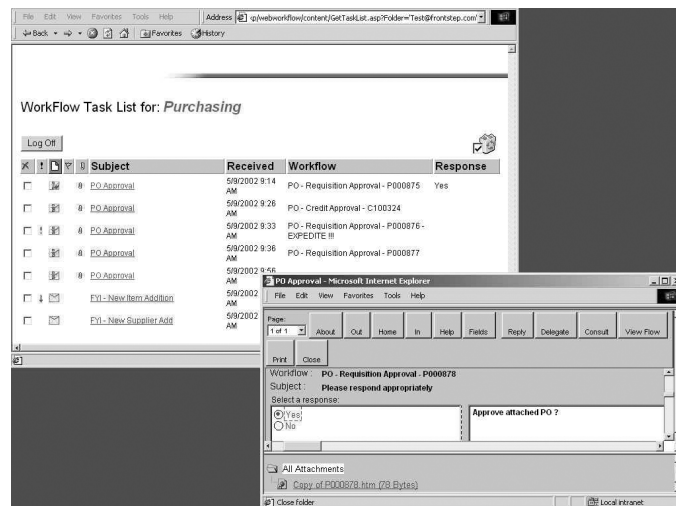 File Edit View Favorites Tools Help Address p/webworkflow/content/GetTaskList.asp?Folder='Test@frontstep.com'
Back Favorites History
WorkFlow Task List for: Purchasing
Log Off
Subject Received Workflow Response
PO Approval 5/9/2002 9:14 AM PO - Requisition Approval - P000875 Yes
PO Approval 5/9/2002 9:26 AM PO - Credit Approval - C100324
PO Approval 5/9/2002 9:33 AM PO - Requisition Approval - P000876 - EXPEDITE !!!
PO Approval 5/9/2002 9:36 AM PO - Requisition Approval - P000877
PO Approval 5/9/2002 9:56
FYI - New Item Addition 5/9/2002 AM
FYI - New Supplier Add 5/9/2002 AM
PO Approval - Microsoft Internet Explorer
File Edit View Favorites Tools Help
Page:
1 of 1 About Out Home In Help Fields Reply Delegate Consult View Flow
Print Close
Workflow : PO - Requisition Approval - P000878
Subject : Please respond appropriately
Select a response:
Yes Approve attached PO ?
No
All Attachments
Copy of P000878.htm (78 Bytes)
Close folder Local intranet